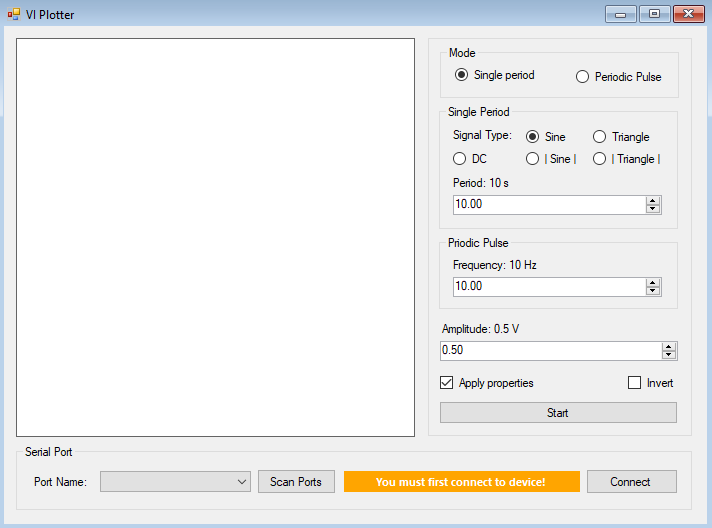 VI Plotter
Mode
Single period
Periodic Pulse
Single Period
Signal Type:
Sine
Triangle
DC
| Sine |
| Triangle |
Period: 10 s
10.00
Priodic Pulse
Frequency: 10 Hz
10.00
Amplitude: 0.5 V
0.50
Apply properties
Invert
Start
Serial Port
Port Name:
Scan Ports
You must first connect to device!
Connect